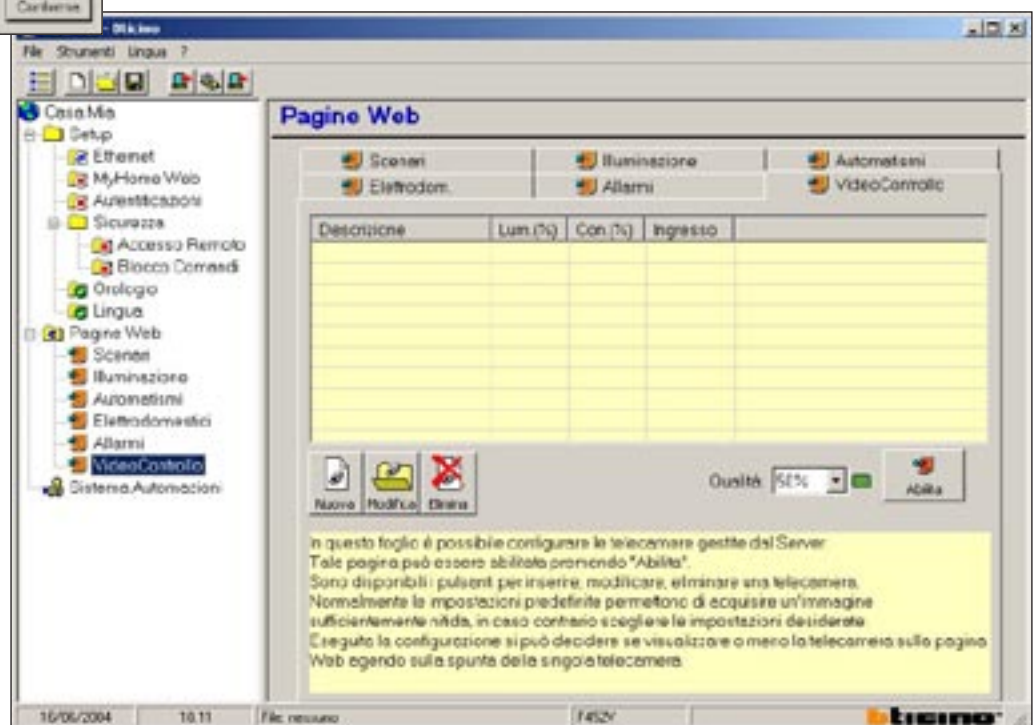 Conferma
- Bticino
File Strumenti Lingua ?
Casa Mia
Setup
Ethernet
MyHome Web
Autentificazioni
Sicurezza
Accesso Remoto
Blocco Comandi
Orologio
Lingua
Pagine Web
Scenari
Illuminazione
Automatismi
Elettrodomestici
Allarmi
VideoControllo
Sistema Automazioni
Pagine Web
Scenari Illuminazione Automatismi
Elettrodom. Allarmi VideoControllo
Descrizione Lum.(%) Con.(%) Ingresso
Nuova Modifica Elimina
Qualità 50% Abilita
In questo foglio é possibile configurare le telecamere gestite dal Server.
Tale pagina può essere abilitata premendo "Abilita".
Sono disponibili i pulsanti per inserire, modificare, eliminare una telecamera.
Normalmente le impostazioni predefinite permettono di acquisire un'immagine
sufficientemente nitida, in caso contrario scegliere le impostazioni desiderate.
Eseguita la configurazione si può decidere se visualizzare o meno la telecamera sulla pagina
Web agendo sulla spunta della singola telecamera.
16/06/2004 10.11 File: nessuno F452V bticino